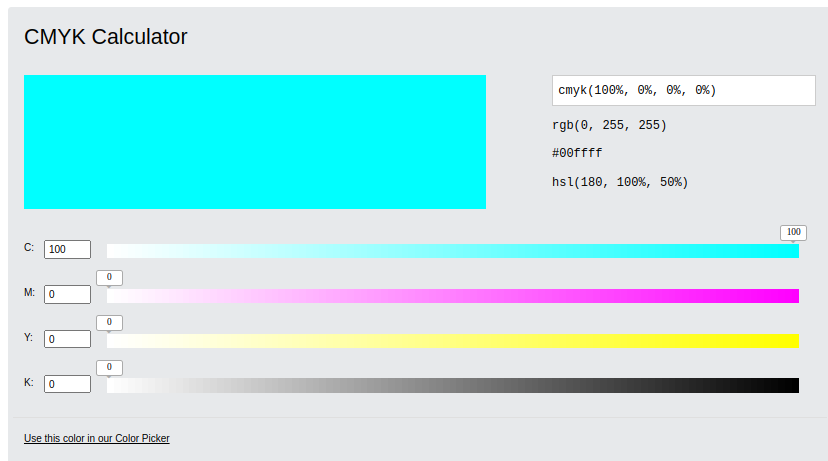 CMYK Calculator
cmyk(100%, 0%, 0%, 0%)
rgb(0, 255, 255)
#00ffff
hsl(180, 100%, 50%)
100
C: 100
0
M: 0
0
Y: 0
0
K: 0
Use this color in our Color Picker